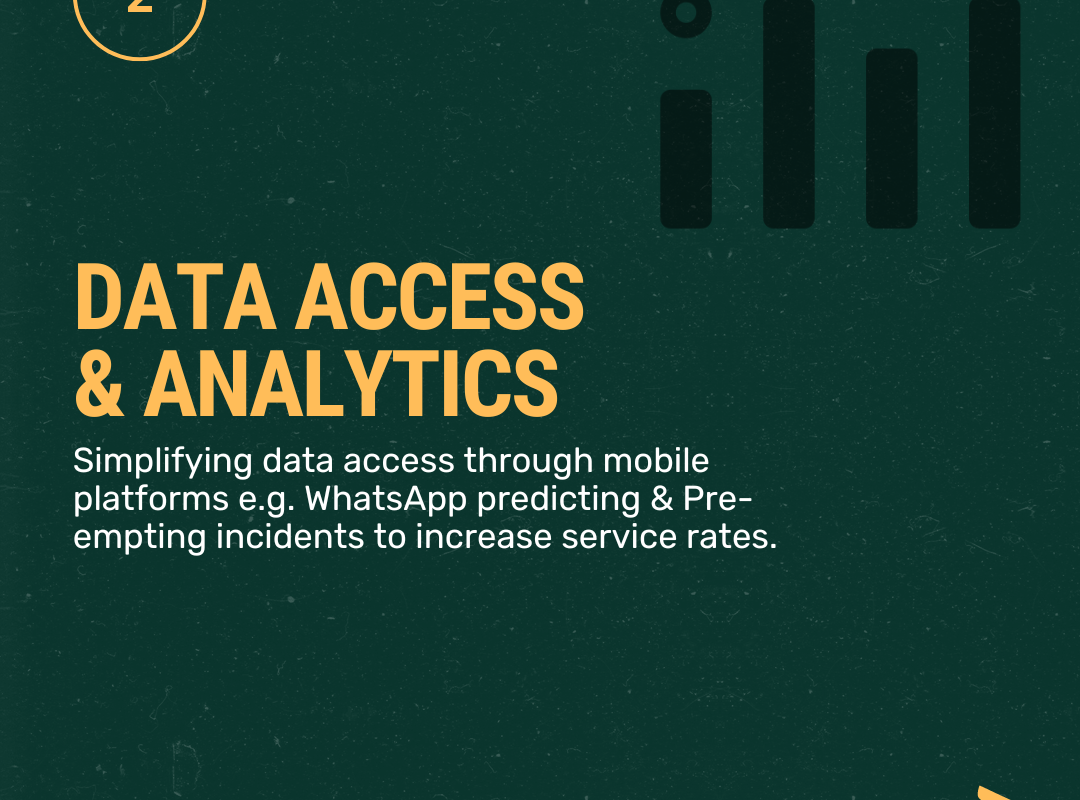 2
DATA ACCESS
& ANALYTICS
Simplifying data access through mobile
platforms e.g. WhatsApp predicting & Pre-
empting incidents to increase service rates.